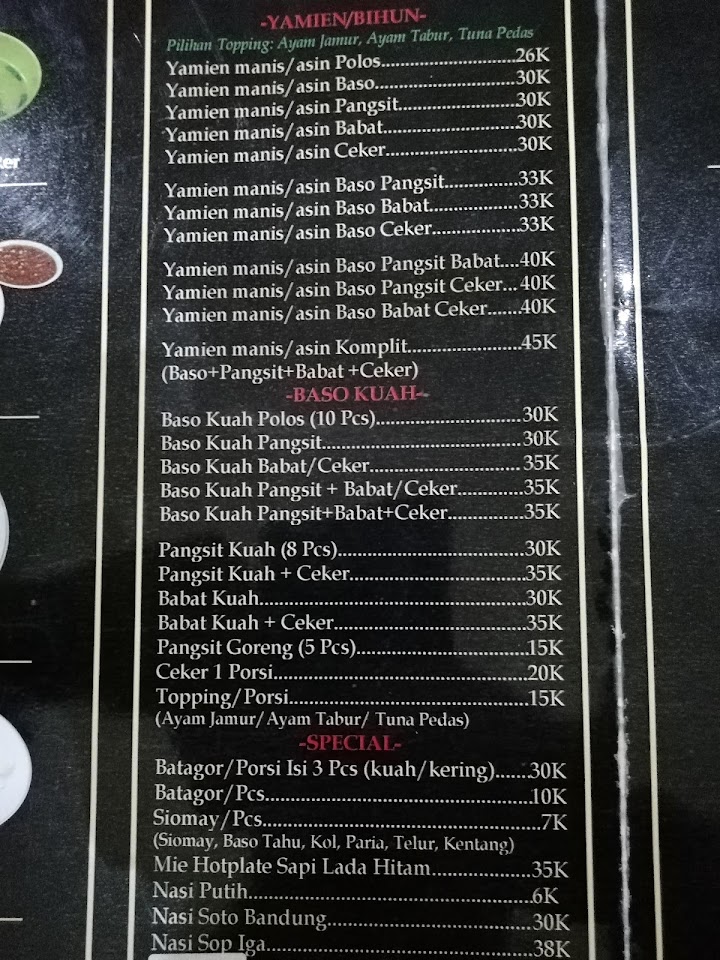 -YAMIEN/BIHUN-
Pilihan Topping: Ayam Jamur, Ayam Tabur, Tuna Pedas
Yamien manis/asin Polos.............................26K
Yamien manis/asin Baso..............................30K
Yamien manis/asin Pangsit.........................30K
Yamien manis/asin Babat............................30K
Yamien manis/asin Ceker............................30K
Yamien manis/asin Baso Pangsit...............33K
Yamien manis/asin Baso Babat..................33K
Yamien manis/asin Baso Ceker..................33K
Yamien manis/asin Baso Pangsit Babat....40K
Yamien manis/asin Baso Pangsit Ceker...40K
Yamien manis/asin Baso Babat Ceker.......40K
Yamien manis/asin Komplit........................45K
(Baso+Pangsit+Babat +Ceker)
-BASO KUAH-
Baso Kuah Polos (10 Pcs)...............................30K
Baso Kuah Pangsit..........................................30K
Baso Kuah Babat/Ceker................................35K
Baso Kuah Pangsit + Babat/Ceker..............35K
Baso Kuah Pangsit+Babat+Ceker................35K
Pangsit Kuah (8 Pcs).......................................30K
Pangsit Kuah + Ceker.....................................35K
Babat Kuah........................................................30K
Babat Kuah + Ceker.........................................35K
Pangsit Goreng (5 Pcs)....................................15K
Ceker 1 Porsi.....................................................20K
Topping/Porsi..................................................15K
(Ayam Jamur/Ayam Tabur/ Tuna Pedas)
-SPECIAL-
Batagor/Porsi Isi 3 Pcs (kuah/kering).......30K
Batagor/Pcs.......................................................10K
Siomay/Pcs.........................................................7K
(Siomay, Baso Tahu, Kol, Paria, Telur, Kentang)
Mie Hotplate Sapi Lada Hitam.....................35K
Nasi Putih...........................................................6K
Nasi Soto Bandung..........................................30K
Nasi Sop Iga......................................................38K